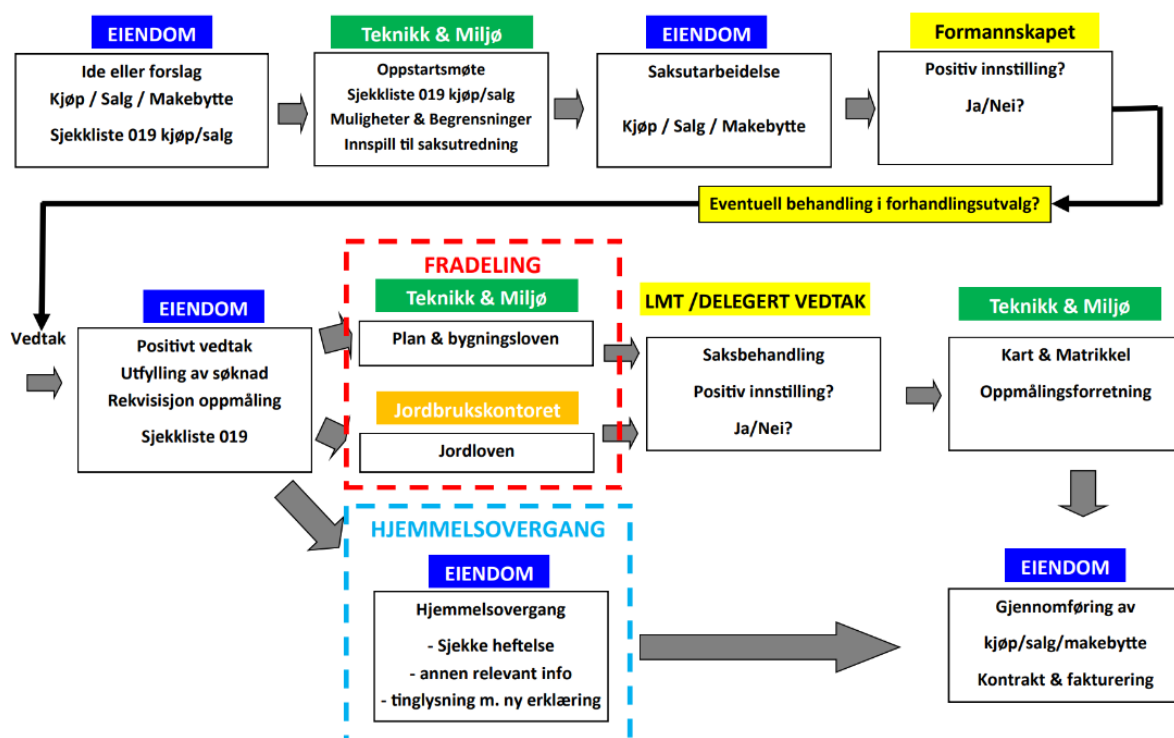 EIENDOM
Ide eller forslag
Kjøp / Salg / Makebytte
Sjekkliste 019 kjøp/salg
Teknikk & Miljø
Oppstartsmøte
Sjekkliste 019 kjøp/salg
Muligheter & Begrensninger
Innspill til saksutredning
EIENDOM
Saksutarbeidelse
Kjøp / Salg / Makebytte
Formannskapet
Positiv innstilling?
Ja/Nei?
Eventuell behandling i forhandlingsutvalg?
Vedtak
EIENDOM
Positivt vedtak
Utfylling av søknad
Rekvisisjon oppmåling
Sjekkliste 019
FRADELING
Teknikk & Miljø
Plan & bygningsloven
Jordbrukskontoret
Jordloven
LMT /DELEGERT VEDTAK
Saksbehandling
Positiv innstilling?
Ja/Nei?
Teknikk & Miljø
Kart & Matrikkel
Oppmålingsforretning
HJEMMELSOVERGANG
EIENDOM
Hjemmelsovergang
- Sjekke heftelse
- annen relevant info
- tinglysning m. ny erklæring
EIENDOM
Gjennomføring av
kjøp/salg/makebytte
Kontrakt & fakturering